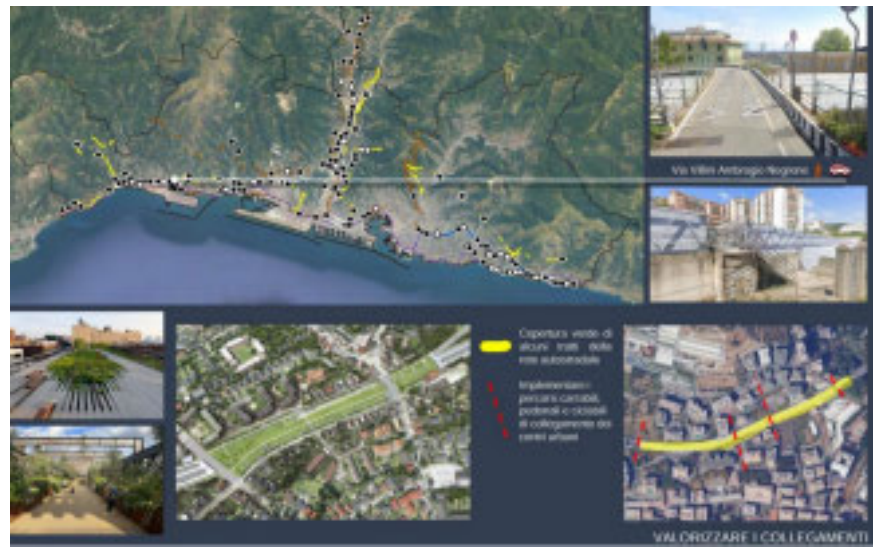 Via Villini Ambrogio Negrone
Copertura verde di
alcuni tratti della
rete autostradale
Implementare i
percorsi carrabili,
pedonali e ciclabili
di collegamento dei
centri urbani
VALORIZZARE I COLLEGAMENTI